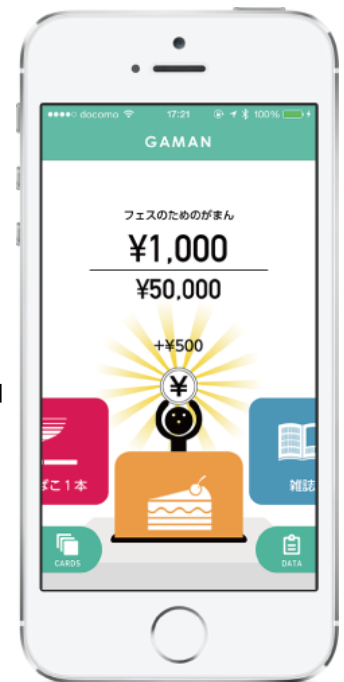 docomo 17:21 100%
GAMAN
フェスのためのがまん
¥1,000
¥50,000
+¥500
¥
ばこ1本
雑誌
CARDS
DATA